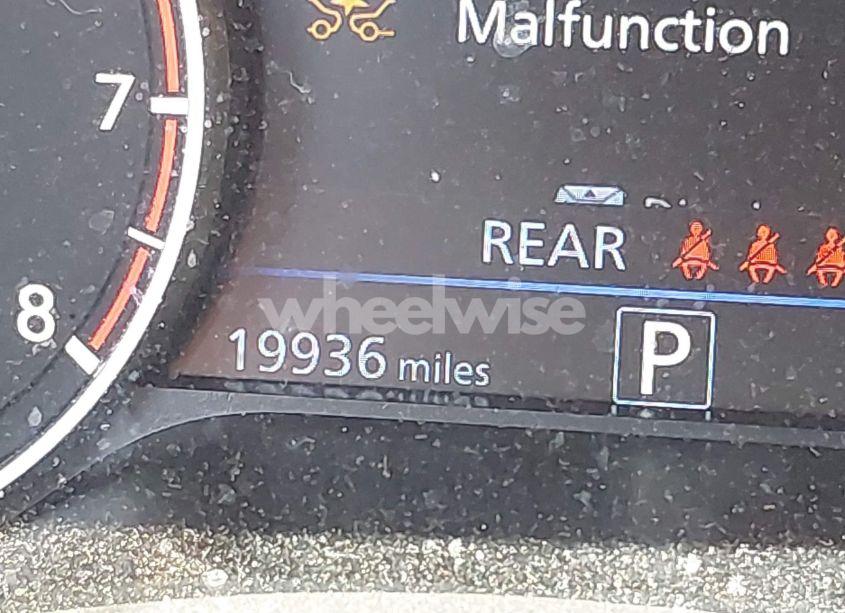 Malfunction
7
REAR
8
wheelwise
19936 miles
P